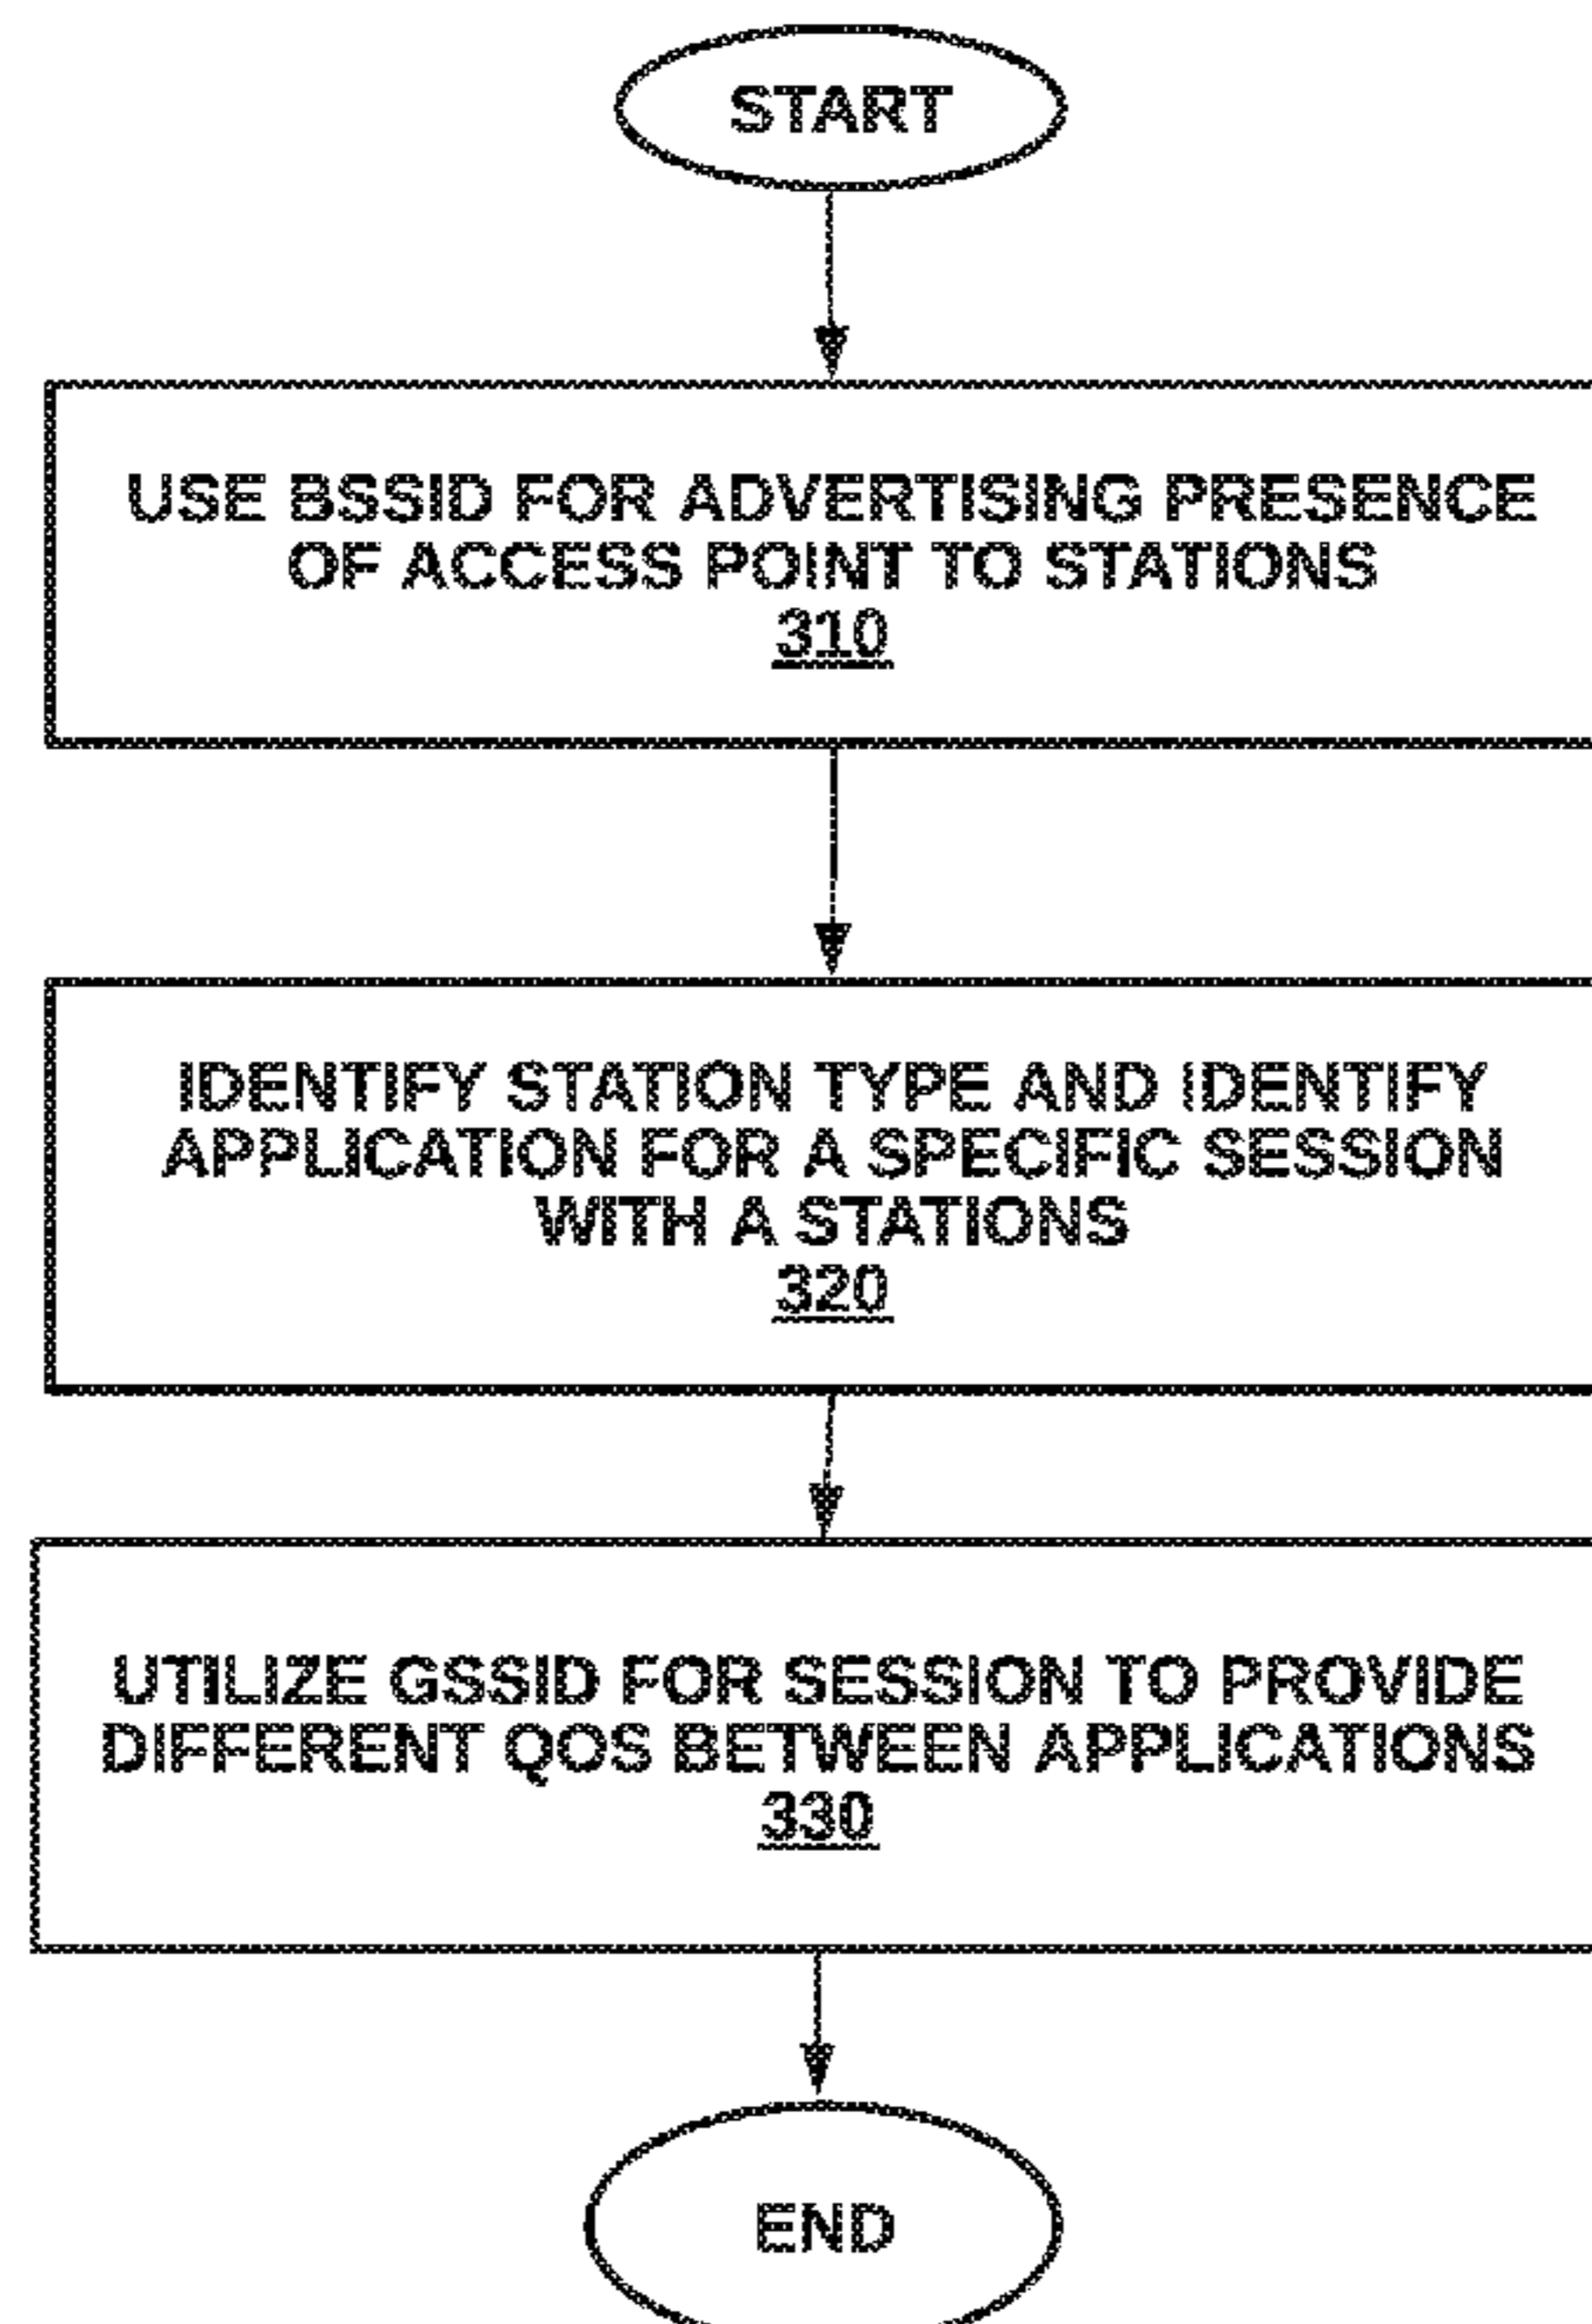 START
USE BSSID FOR ADVERTISING PRESENCE
OF ACCESS POINT TO STATIONS
310
IDENTIFY STATION TYPE AND IDENTIFY
APPLICATION FOR A SPECIFIC SESSION
WITH A STATIONS
320
UTILIZE GSSID FOR SESSION TO PROVIDE
DIFFERENT QOS BETWEEN APPLICATIONS
330
END